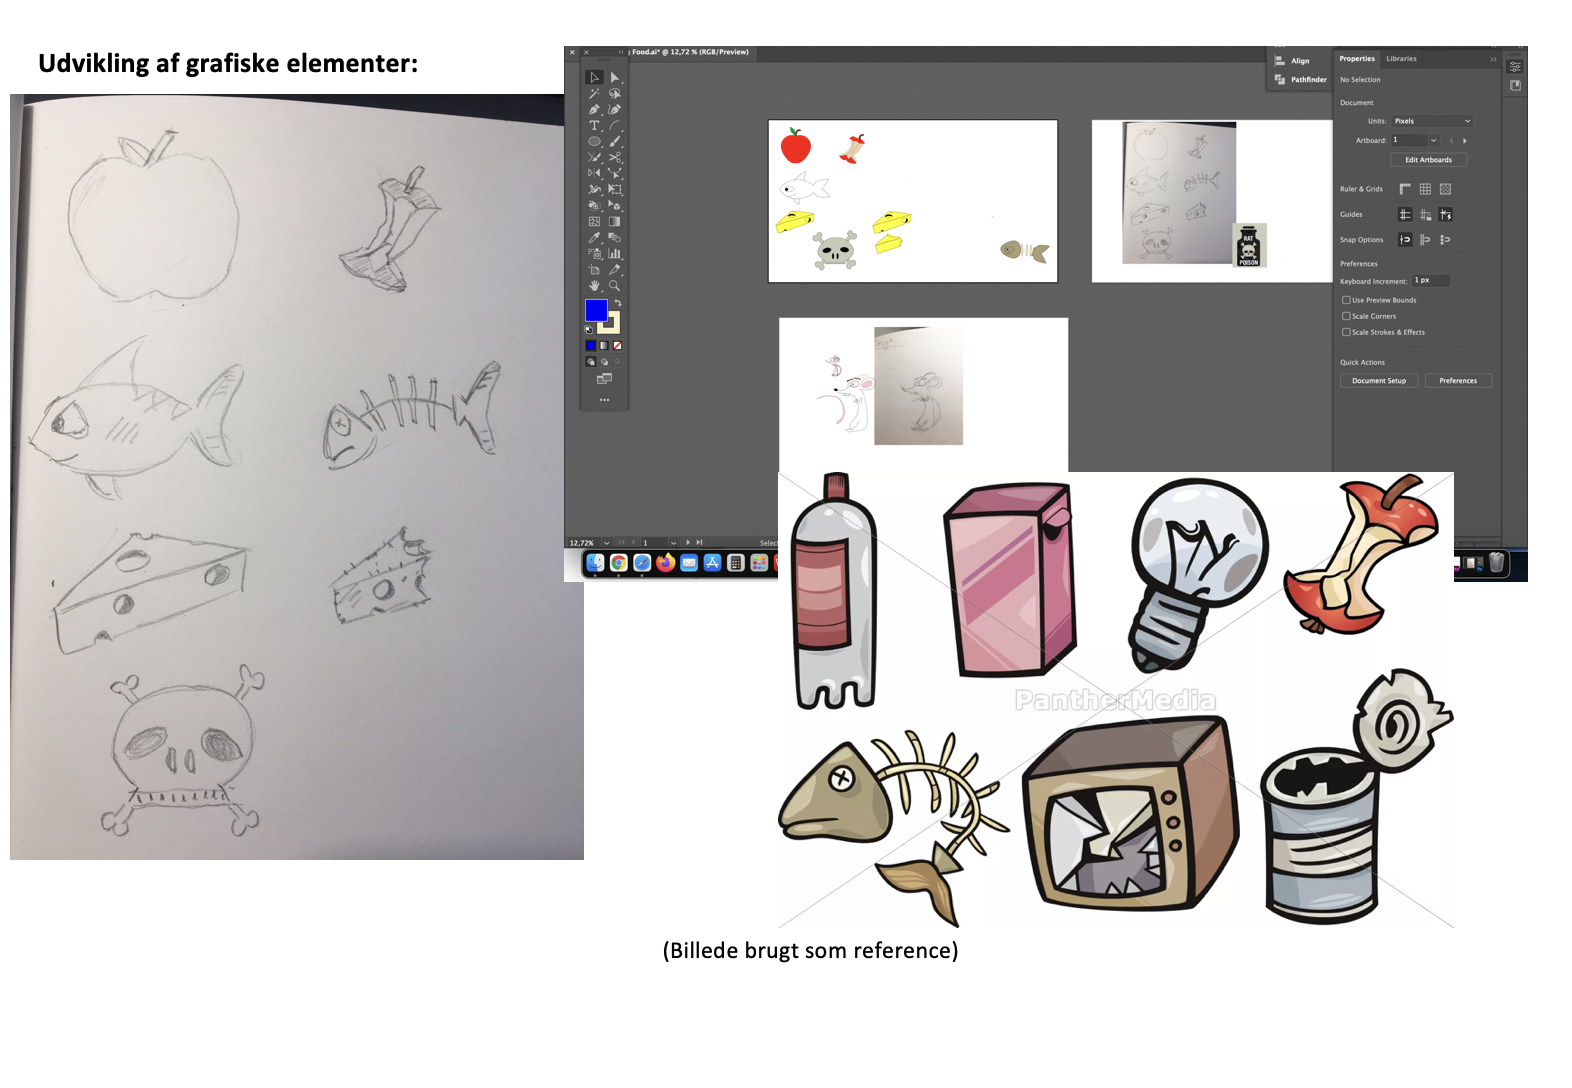 Udvikling af grafiske elementer:
Food.ai* @ 12,72 % (RGB/Preview)
Align
Pathfinder
Properties
Libraries
No Selection
Document
Units:
Pixels
Artboard:
1
Edit Artboards
Ruler & Grids
Guides
Snap Options
Preferences
Keyboard Increment:
1 px
Use Preview Bounds
Scale Corners
Scale Strokes & Effects
Quick Actions
Document Setup
Preferences
RAT
POISON
12,72%
1
Selec
PantherMedia
(Billede brugt som reference)